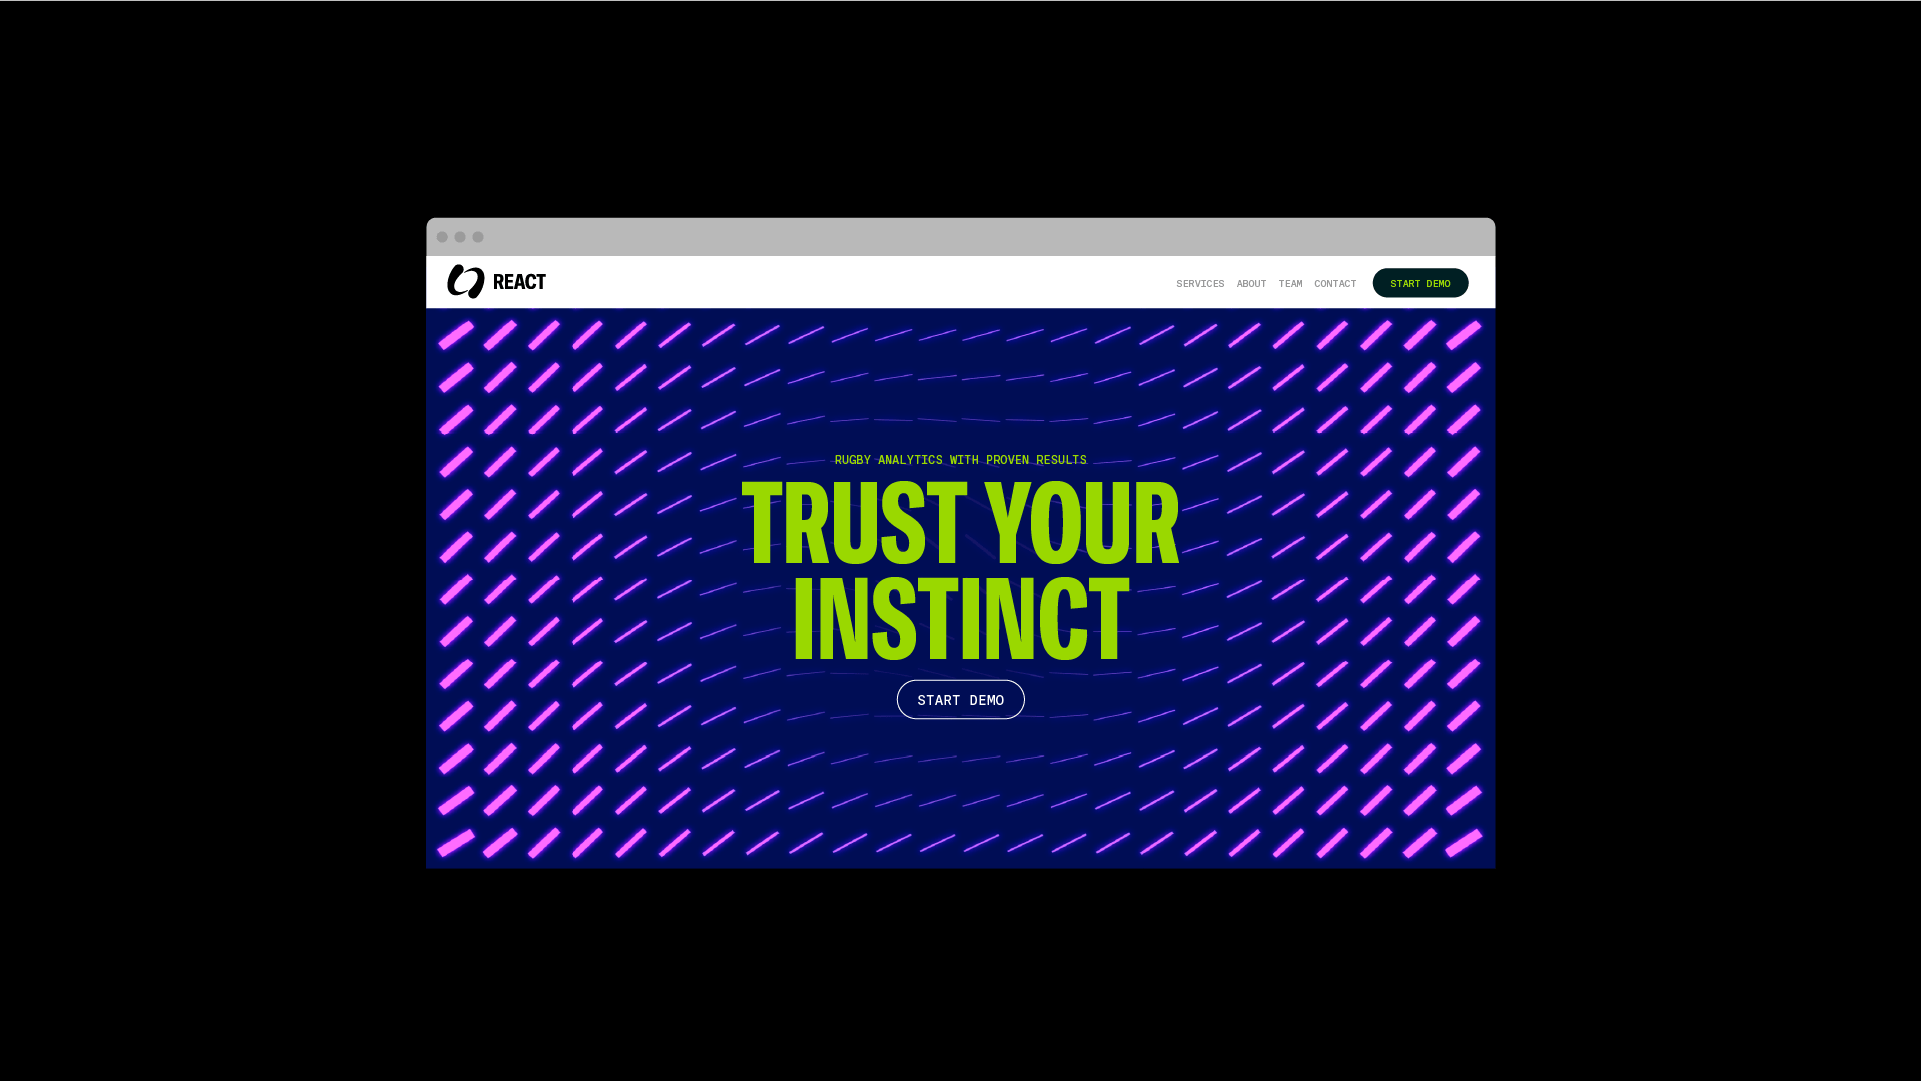 REACT
SERVICES ABOUT TEAM CONTACT START DEMO
RUGBY ANALYTICS WITH PROVEN RESULTS
TRUST YOUR
INSTINCT
START DEMO